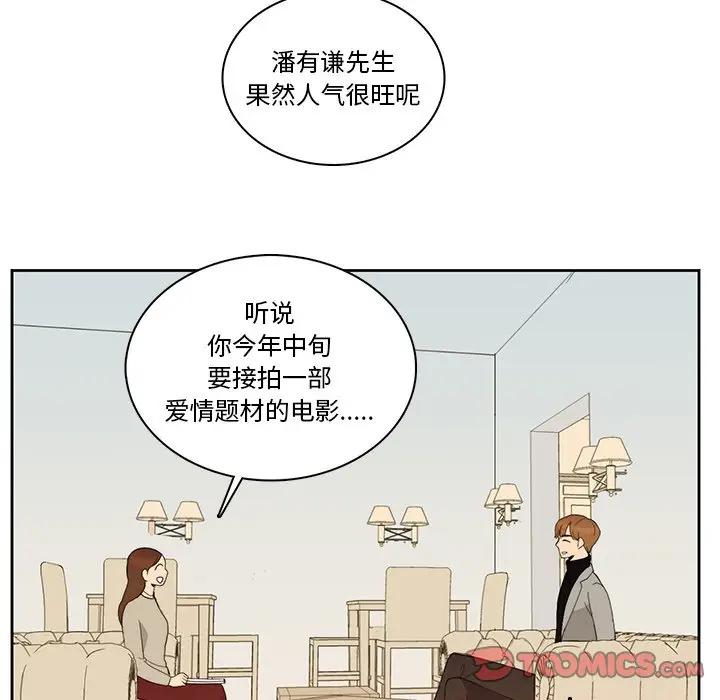 潘有谦先生
果然人气很旺呢
听说
你今年中旬
要接拍一部
爱情题材的电影.....
TOOMICS.COM